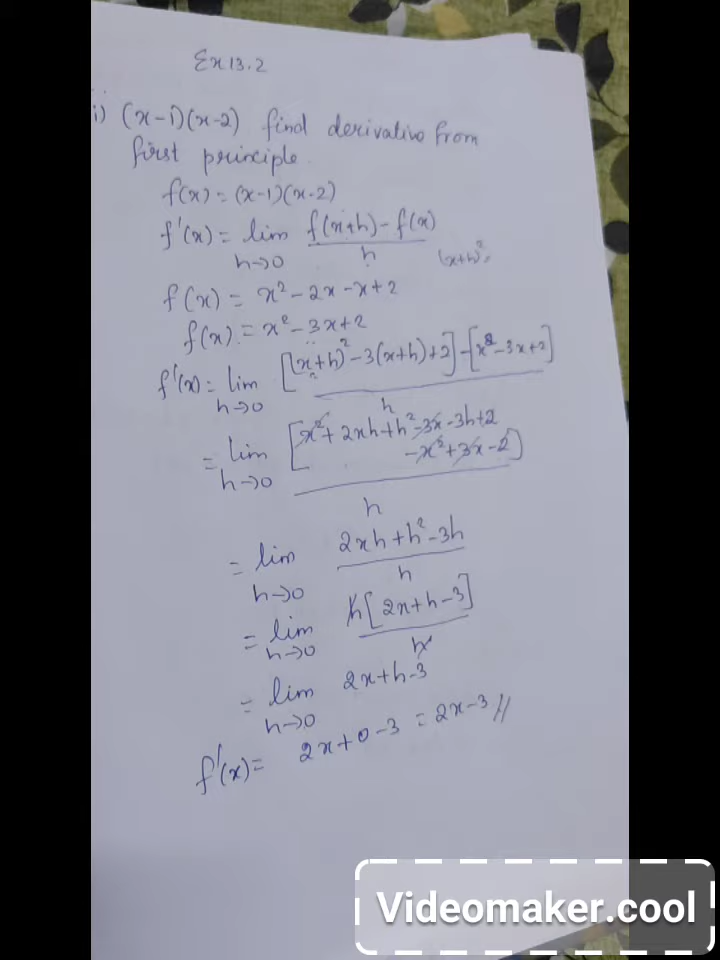 Ex 13.2
i) (x-1)(x-2) find derivative from
first principle.
f(x) = (x-1)(x-2)
f'(x) = lim h→0 f(x+h) - f(x) / h
(x+h)²
f(x) = x² - 2x - x + 2
f(x) = x² - 3x + 2
f'(x) = lim h→0 [(x+h)² - 3(x+h) + 2] - [x² - 3x + 2] / h
= lim h→0 [x² + 2xh + h² - 3x - 3h + 2
- x² + 3x - 2] / h
= lim h→0 2xh + h² - 3h / h
= lim h→0 h[2x + h - 3] / h
= lim h→0 2x + h - 3
f'(x) = 2x + 0 - 3 = 2x - 3 //
Videomaker.cool